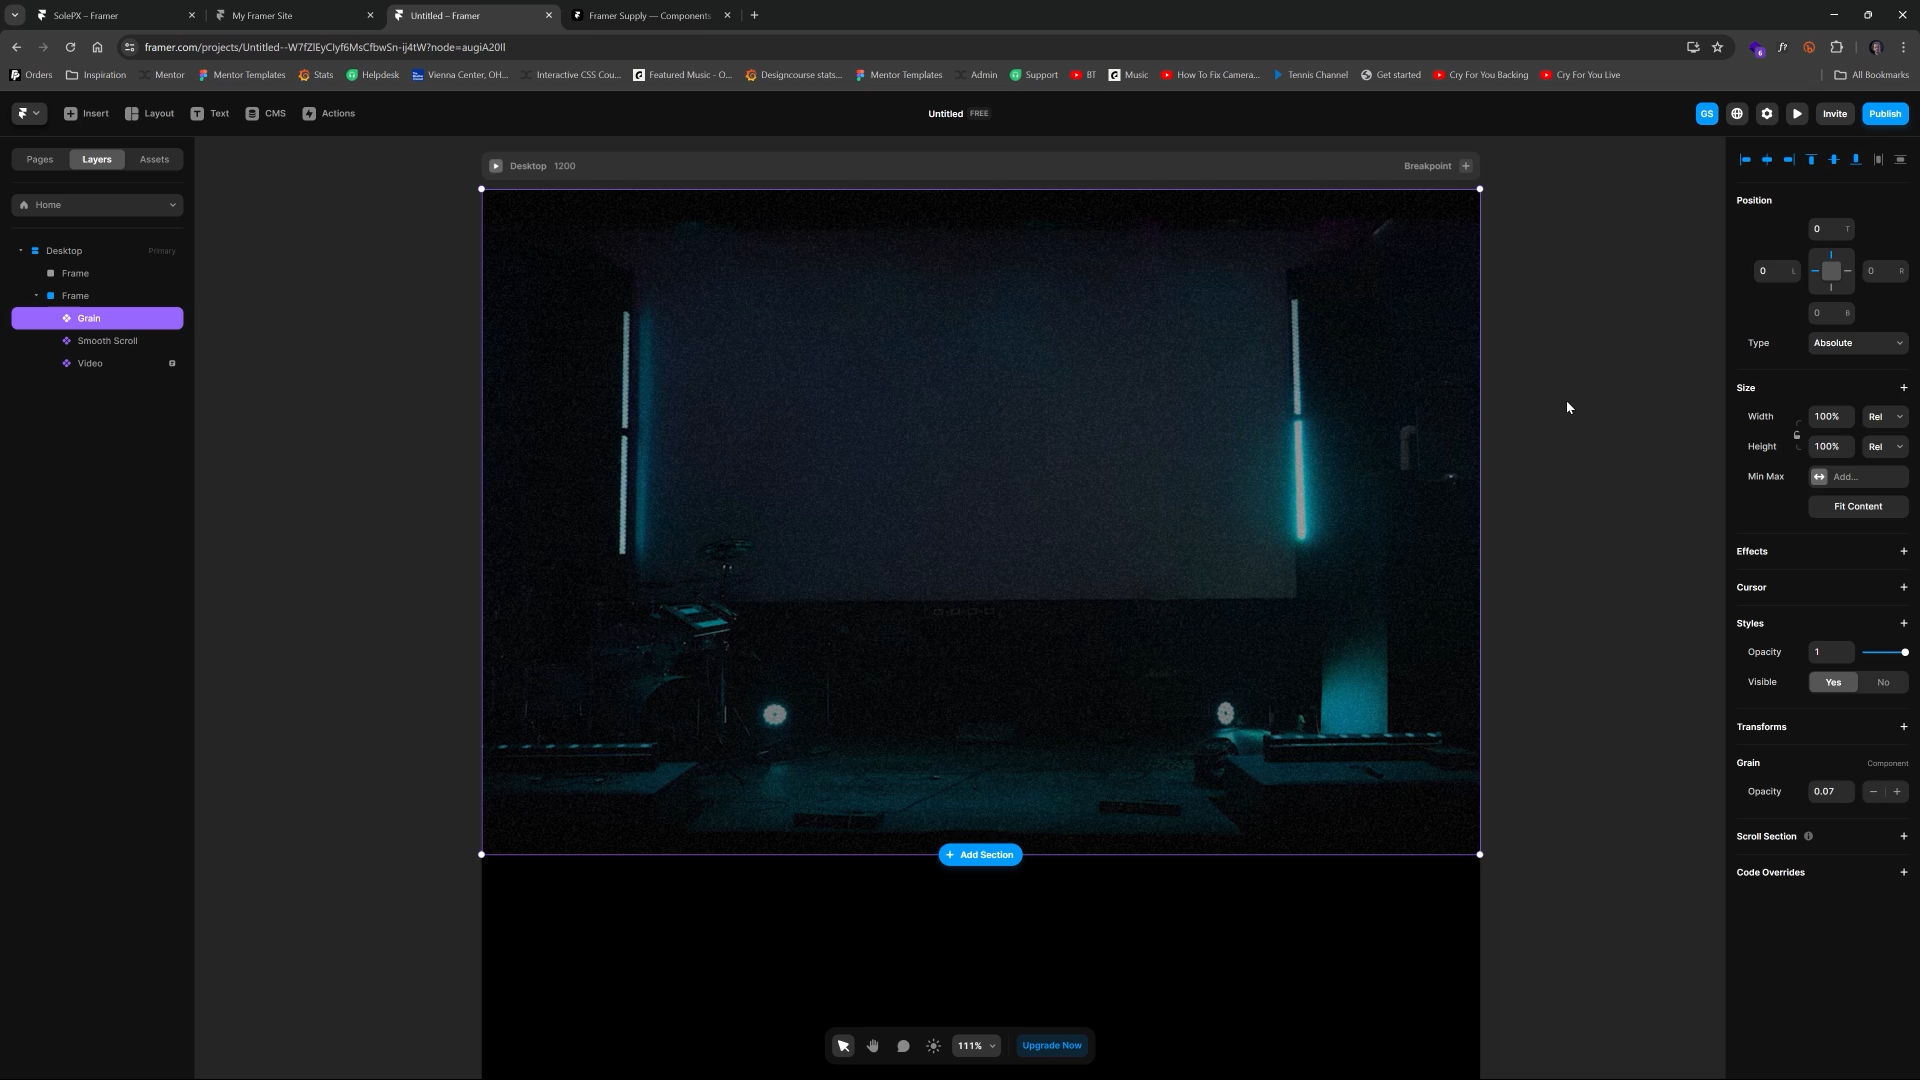 SolePX – Framer
My Framer Site
Untitled – Framer
Framer Supply — Components
framer.com/projects/Untitled--W7fZlEyCIyf6MsCfbwSn-ij4tW?node=augiA20Il
6
f?
Orders
Inspiration
Mentor
Mentor Templates
Stats
Helpdesk
Vienna Center, OH...
Interactive CSS Cou...
Featured Music - O...
Designcourse stats...
Mentor Templates
Admin
Support
BT
Music
How To Fix Camera...
Tennis Channel
Get started
Cry For You Backing
Cry For You Live
All Bookmarks
Insert
Layout
Text
CMS
Actions
Untitled FREE
GS
Invite
Publish
Pages
Layers
Assets
Home
Desktop
Primary
Frame
Frame
Grain
Smooth Scroll
Video
Desktop 1200
Breakpoint
Add Section
111%
Upgrade Now
Position
0 T
0 L
0 R
0 B
Type
Absolute
Size
Width
100%
Rel
Height
100%
Rel
Min Max
Add...
Fit Content
Effects
Cursor
Styles
Opacity
1
Visible
Yes
No
Transforms
Grain
Component
Opacity
0.07
Scroll Section
Code Overrides